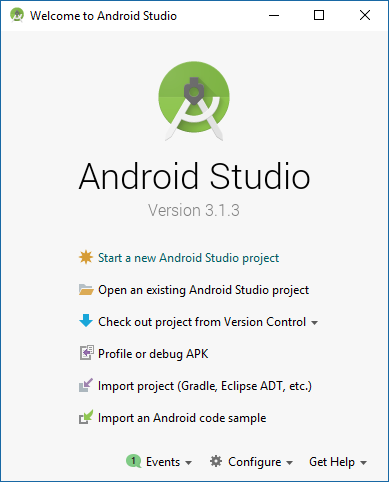 Welcome to Android Studio
Android Studio
Version 3.1.3
Start a new Android Studio project
Open an existing Android Studio project
Check out project from Version Control
Profile or debug APK
Import project (Gradle, Eclipse ADT, etc.)
Import an Android code sample
1 Events Configure Get Help